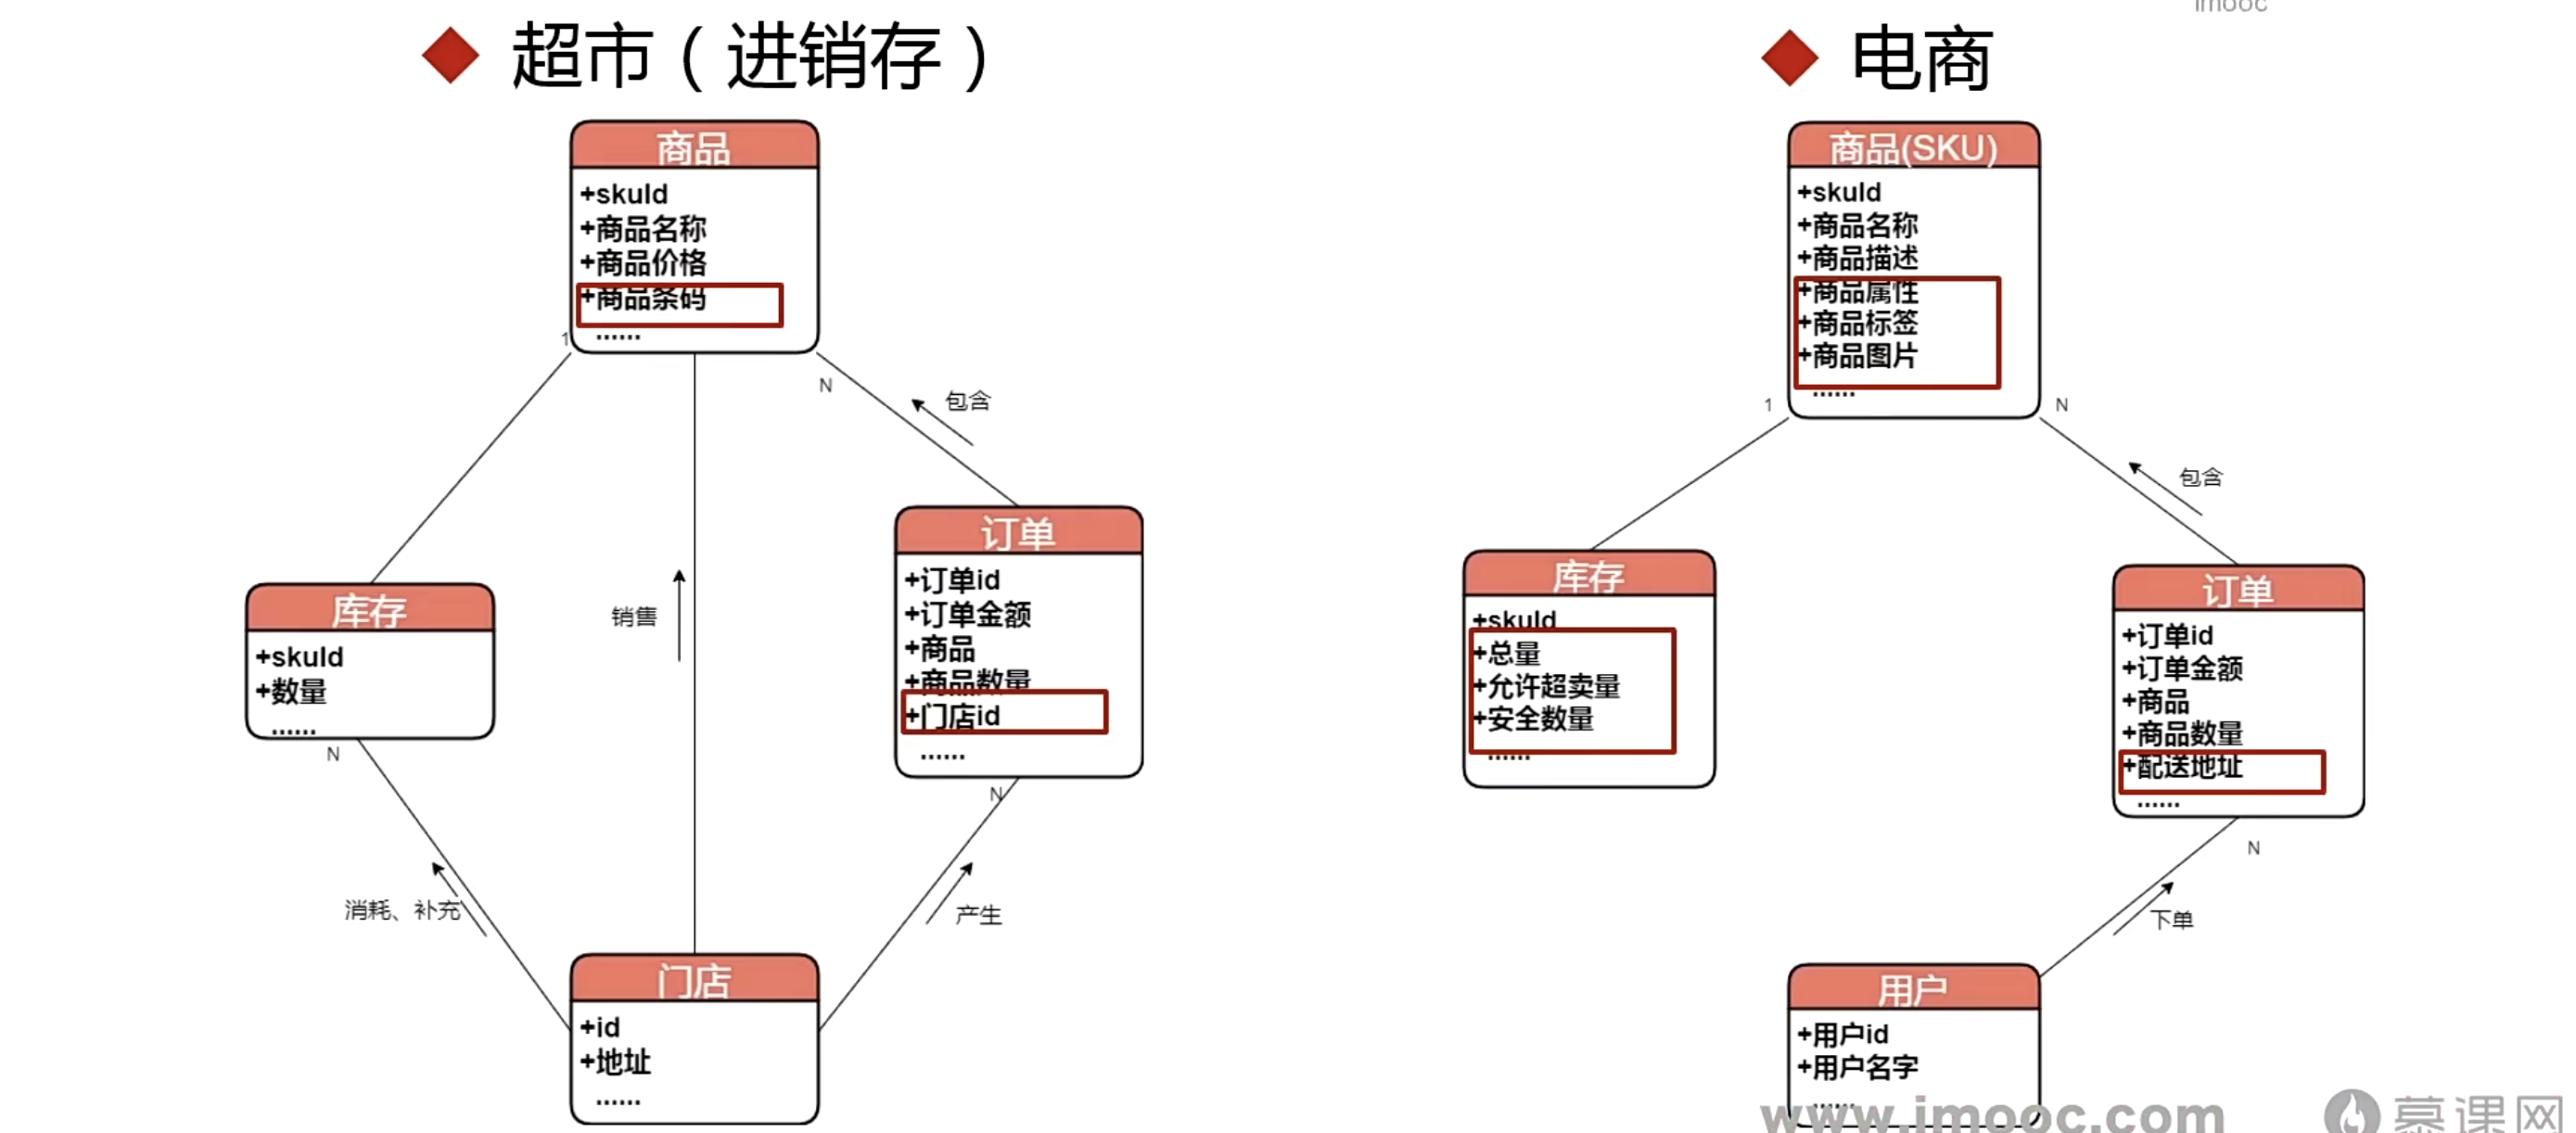 imooc
超市（进销存）
商品
+skuId
+商品名称
+商品价格
+商品条码
......
1
N
包含
订单
+订单id
+订单金额
+商品
+商品数量
+门店id
......
N
库存
+skuId
+数量
......
N
销售
消耗、补充
产生
门店
+id
+地址
......
电商
商品(SKU)
+skuId
+商品名称
+商品描述
+商品属性
+商品标签
+商品图片
......
1
N
包含
库存
+skuId
+总量
+允许超卖量
+安全数量
......
订单
+订单id
+订单金额
+商品
+商品数量
+配送地址
......
N
下单
用户
+用户id
+用户名字
......
www.imooc.com
慕课网